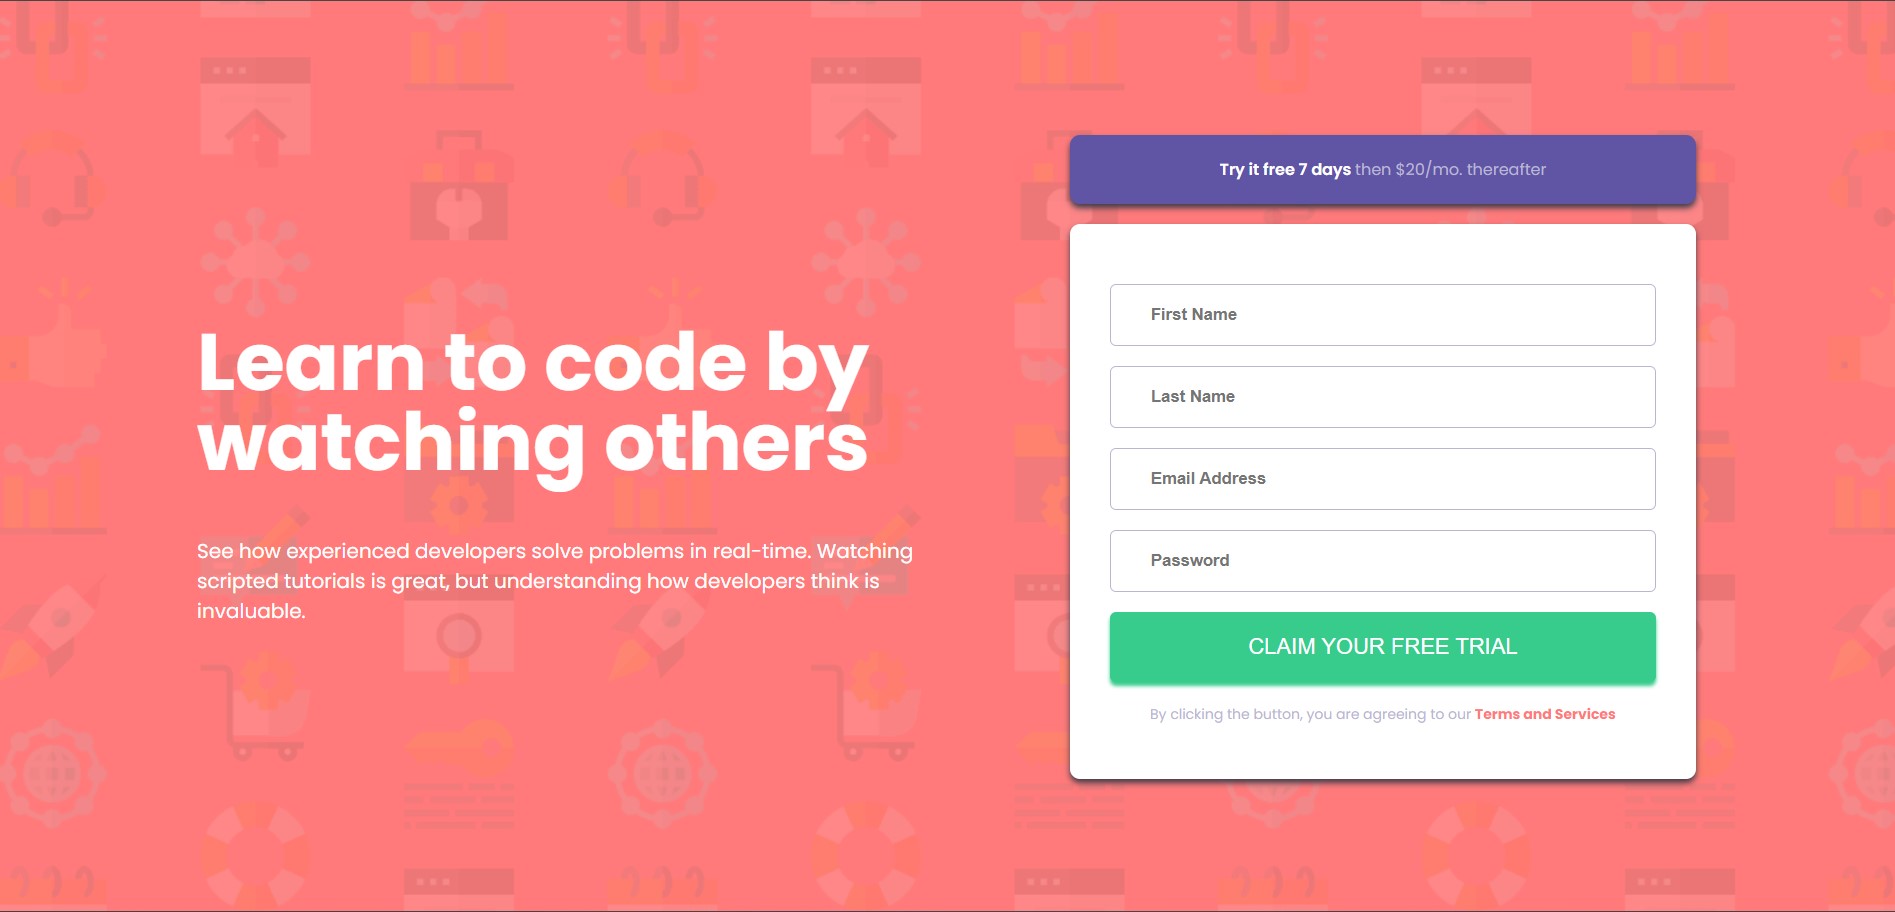 Learn to code by
watching others
See how experienced developers solve problems in real-time. Watching
scripted tutorials is great, but understanding how developers think is
invaluable.
Try it free 7 days then $20/mo. thereafter
First Name
Last Name
Email Address
Password
CLAIM YOUR FREE TRIAL
By clicking the button, you are agreeing to our Terms and Services